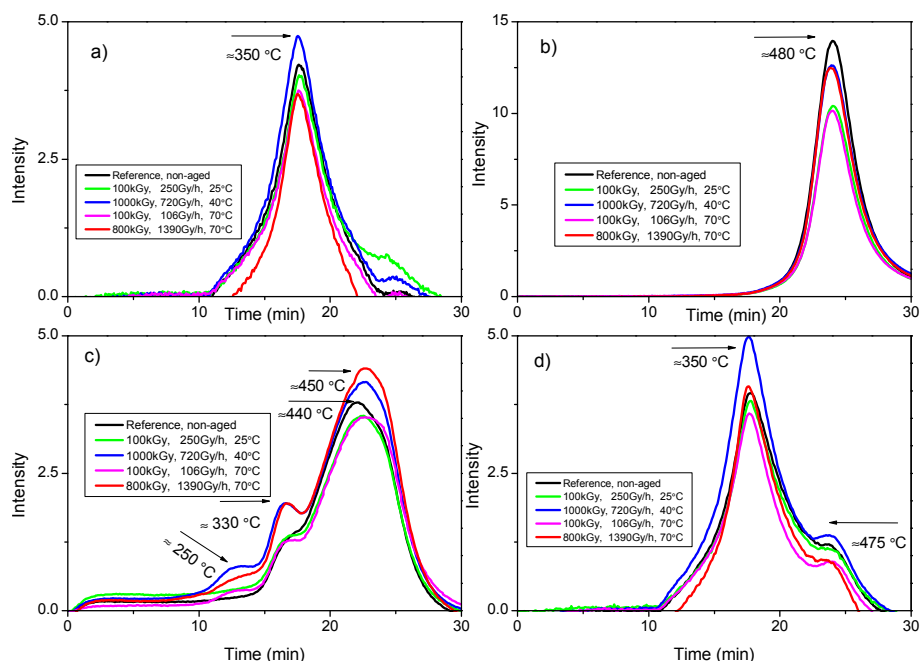 a)
≈350 °C
5.0
2.5
0.0
Intensity
Reference, non-aged
100kGy, 250Gy/h, 25°C
1000kGy, 720Gy/h, 40°C
100kGy, 106Gy/h, 70°C
800kGy, 1390Gy/h, 70°C
0 10 20 30
Time (min)
b)
≈480 °C
15
10
5
0
Intensity
Reference, non-aged
100kGy, 250Gy/h, 25°C
1000kGy, 720Gy/h, 40°C
100kGy, 106Gy/h, 70°C
800kGy, 1390Gy/h, 70°C
0 10 20 30
Time (min)
c)
≈450 °C
≈440 °C
≈ 330 °C
≈ 250 °C
5.0
2.5
0.0
Intensity
Reference, non-aged
100kGy, 250Gy/h, 25°C
1000kGy, 720Gy/h, 40°C
100kGy, 106Gy/h, 70°C
800kGy, 1390Gy/h, 70°C
0 10 20 30
Time (min)
d)
≈350 °C
≈475 °C
5.0
2.5
0.0
Intensity
Reference, non-aged
100kGy, 250Gy/h, 25°C
1000kGy, 720Gy/h, 40°C
100kGy, 106Gy/h, 70°C
800kGy, 1390Gy/h, 70°C
0 10 20 30
Time (min)